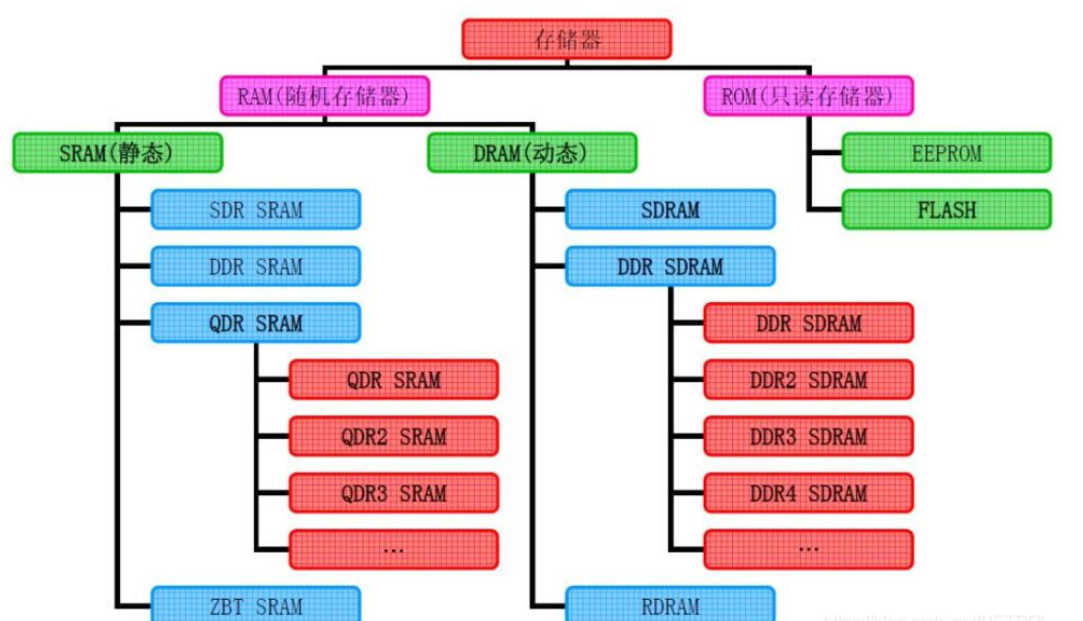 存储器
RAM(随机存储器)
ROM(只读存储器)
SRAM(静态)
DRAM(动态)
EEPROM
SDR SRAM
SDRAM
FLASH
DDR SRAM
DDR SDRAM
QDR SRAM
DDR SDRAM
QDR SRAM
DDR2 SDRAM
QDR2 SRAM
DDR3 SDRAM
QDR3 SRAM
DDR4 SDRAM
…
…
ZBT SRAM
RDRAM